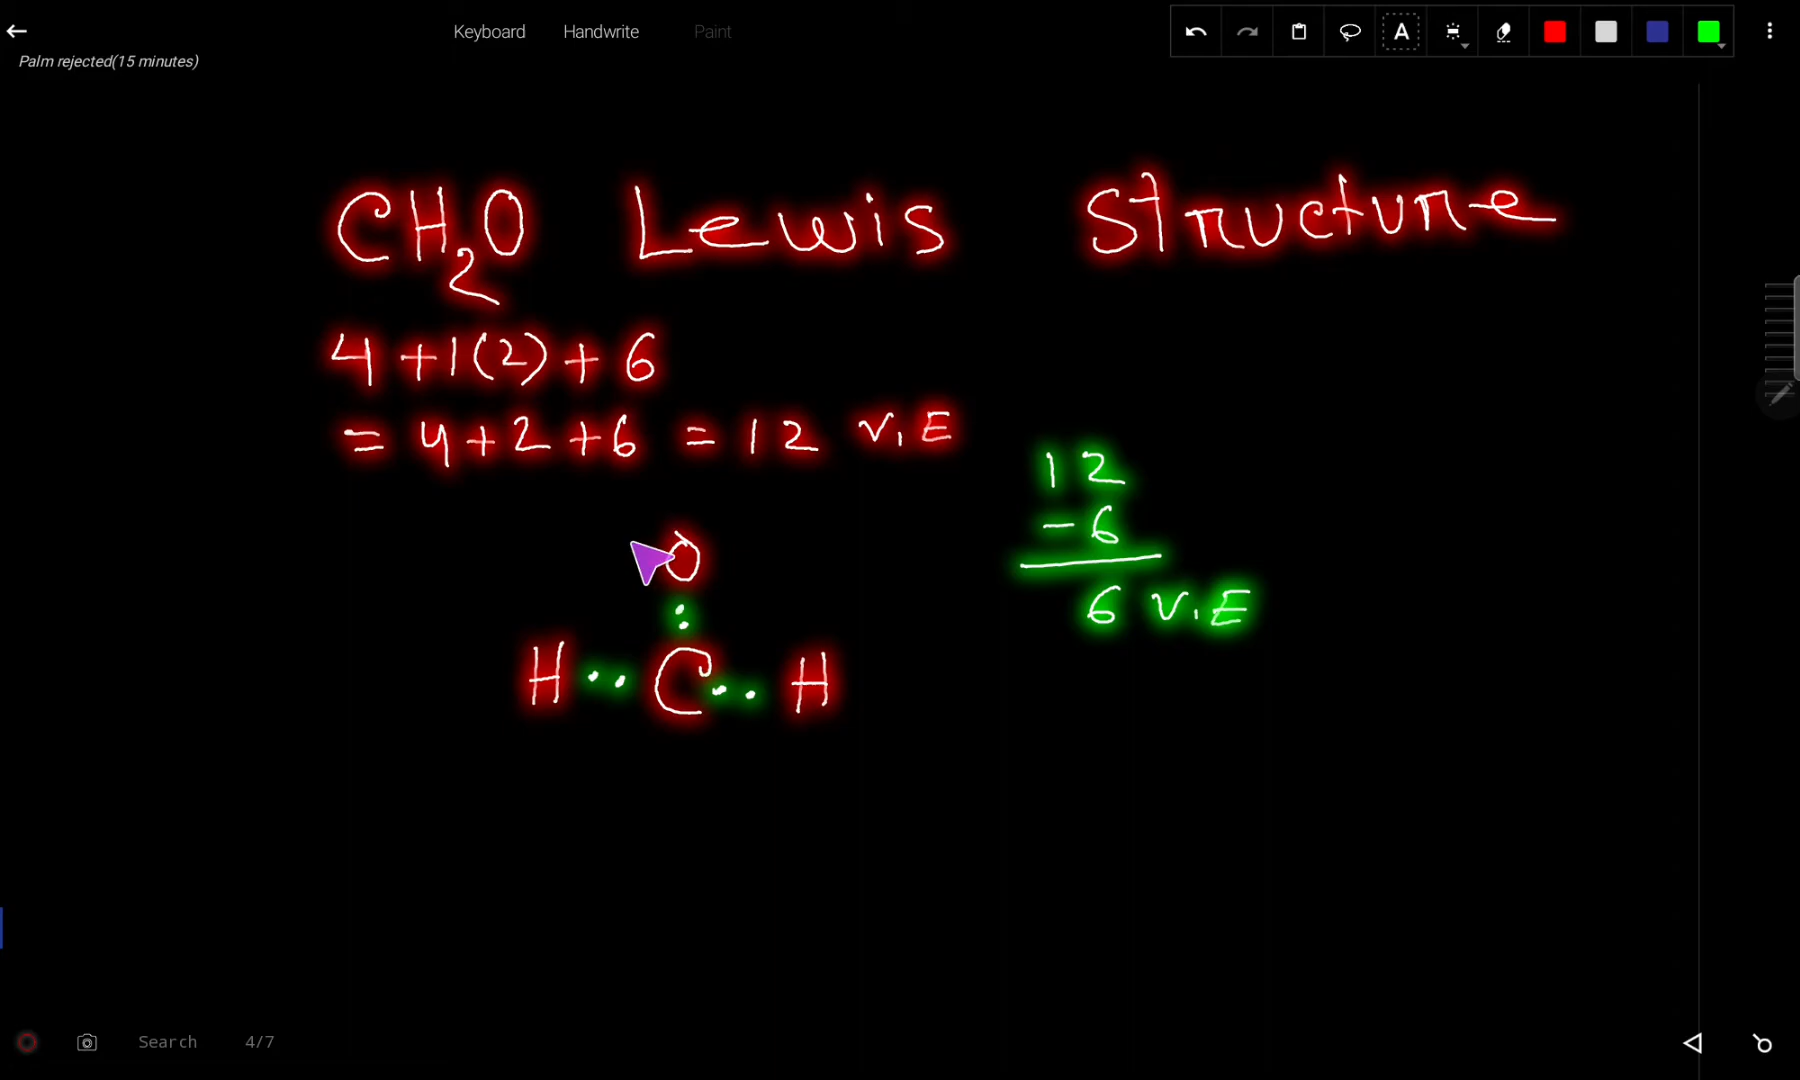 Keyboard Handwrite Paint
A
Palm rejected(15 minutes)
CH₂O Lewis Structure
4 + 1(2) + 6
= 4 + 2 + 6 = 12 V.E
12
- 6
6 V.E
O
H C H
Search 4/7